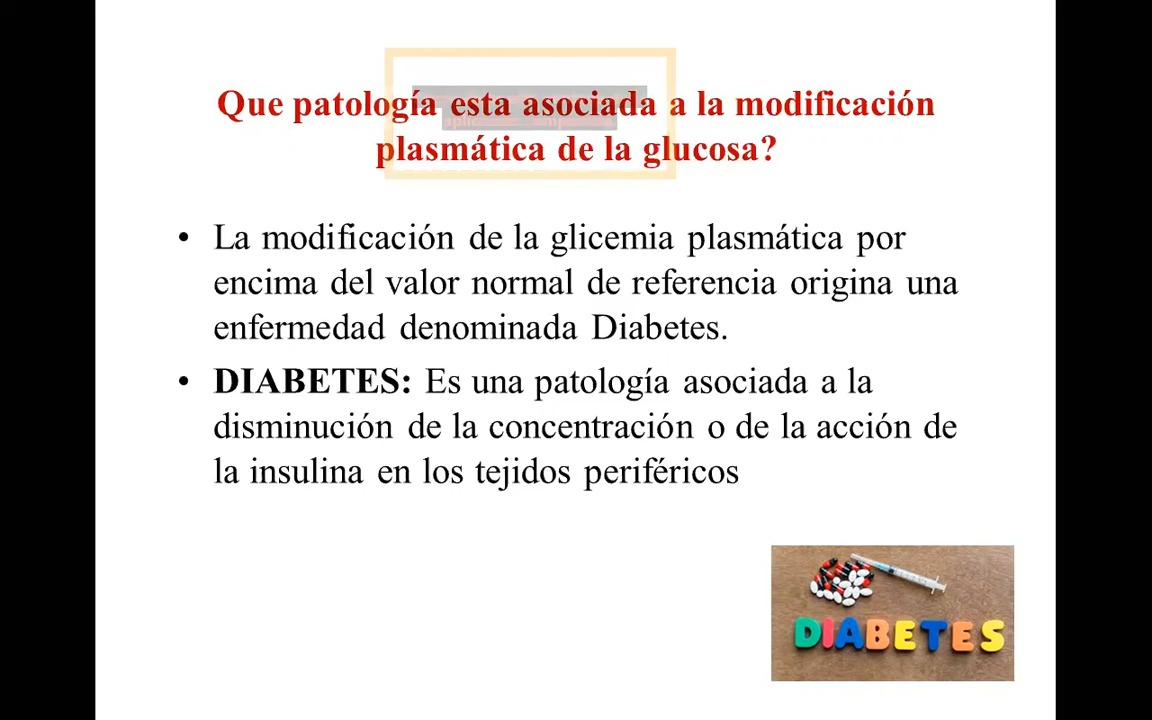 Que patología esta asociada a la modificación
plasmática de la glucosa?
• La modificación de la glicemia plasmática por
encima del valor normal de referencia origina una
enfermedad denominada Diabetes.
• DIABETES: Es una patología asociada a la
disminución de la concentración o de la acción de
la insulina en los tejidos periféricos
DIABETES